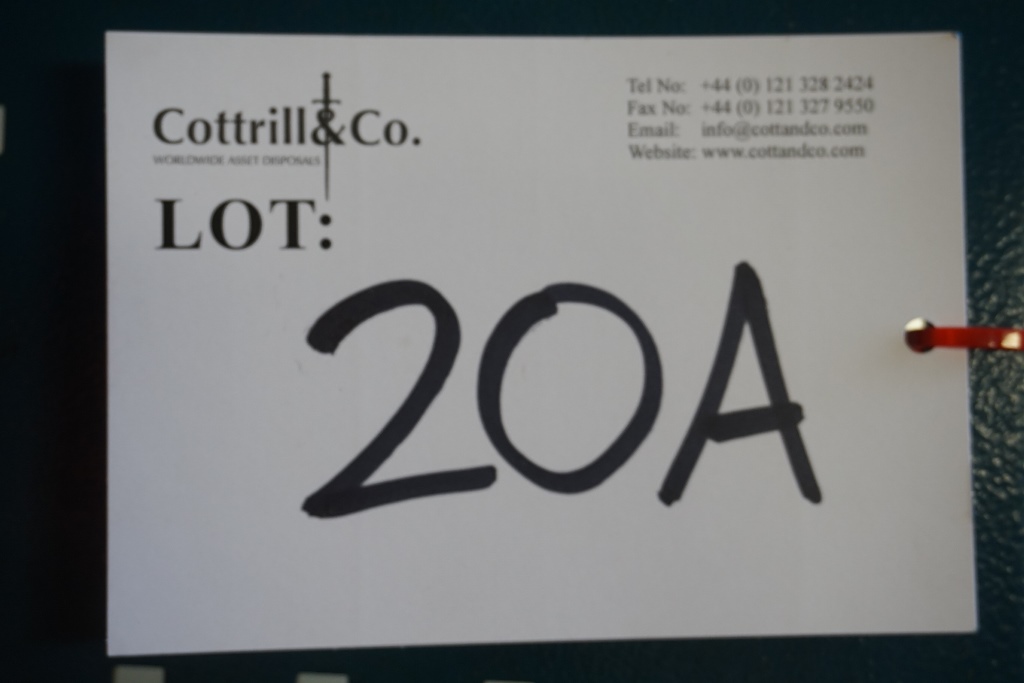 Cottrill&Co.
WORLDWIDE ASSET DISPOSALS
Tel No: +44 (0) 121 328 2424
Fax No: +44 (0) 121 327 9550
Email: info@cottandco.com
Website: www.cottandco.com
LOT:
20A